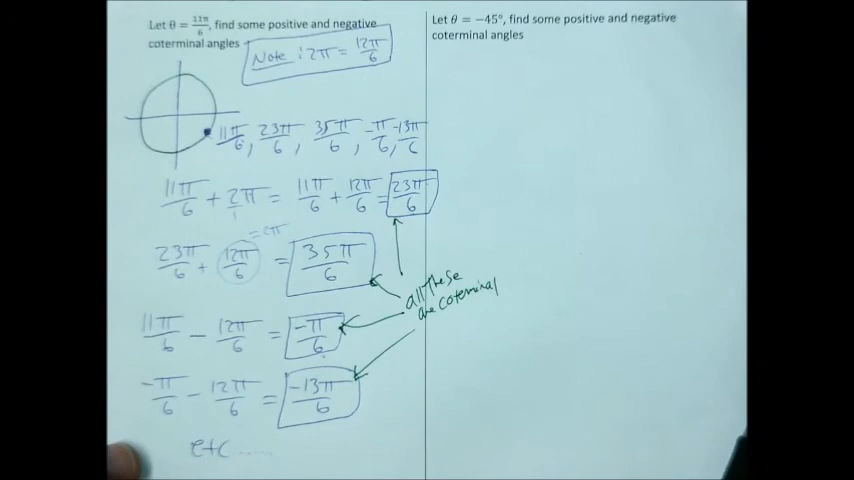 Let θ = 11π/6, find some positive and negative
coterminal angles
Note : 2π = 12π/6
11π/6, 23π/6, 35π/6, -π/6, -13π/6
11π/6 + 2π/1 = 11π/6 + 12π/6 = 23π/6
= 2π
23π/6 + 12π/6 = 35π/6
all these
are coterminal
11π/6 - 12π/6 = -π/6
-π/6 - 12π/6 = -13π/6
etc .....
Let θ = −45°, find some positive and negative
coterminal angles